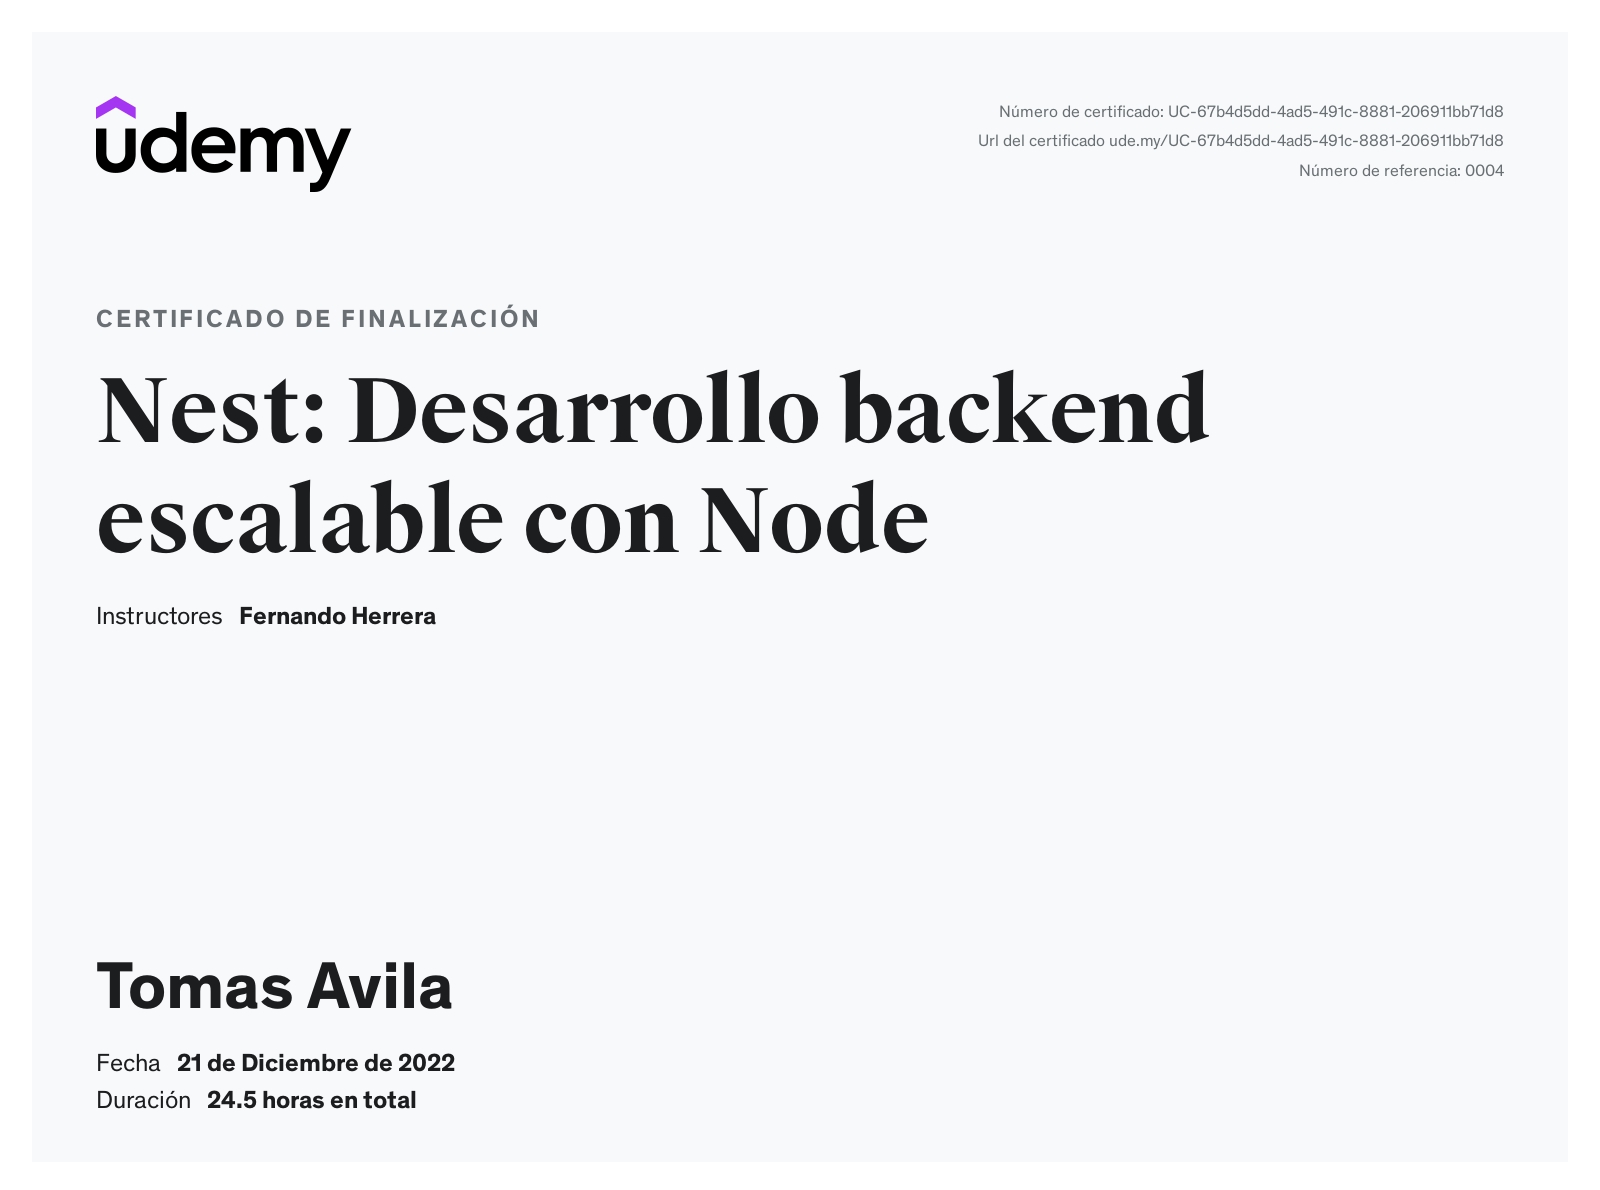 udemy
Número de certificado: UC-67b4d5dd-4ad5-491c-8881-206911bb71d8
Url del certificado ude.my/UC-67b4d5dd-4ad5-491c-8881-206911bb71d8
Número de referencia: 0004
CERTIFICADO DE FINALIZACIÓN
Nest: Desarrollo backend
escalable con Node
Instructores Fernando Herrera
Tomas Avila
Fecha 21 de Diciembre de 2022
Duración 24.5 horas en total